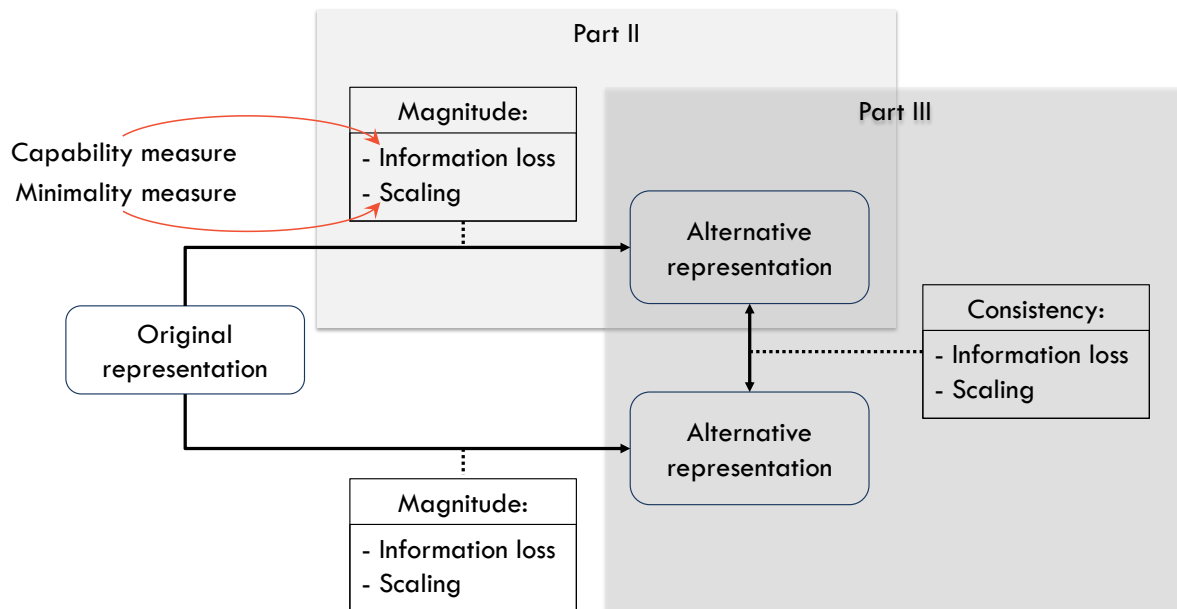 Part II
Part III
Magnitude:
- Information loss
- Scaling
Capability measure
Minimality measure
Alternative
representation
Original
representation
Consistency:
- Information loss
- Scaling
Alternative
representation
Magnitude:
- Information loss
- Scaling